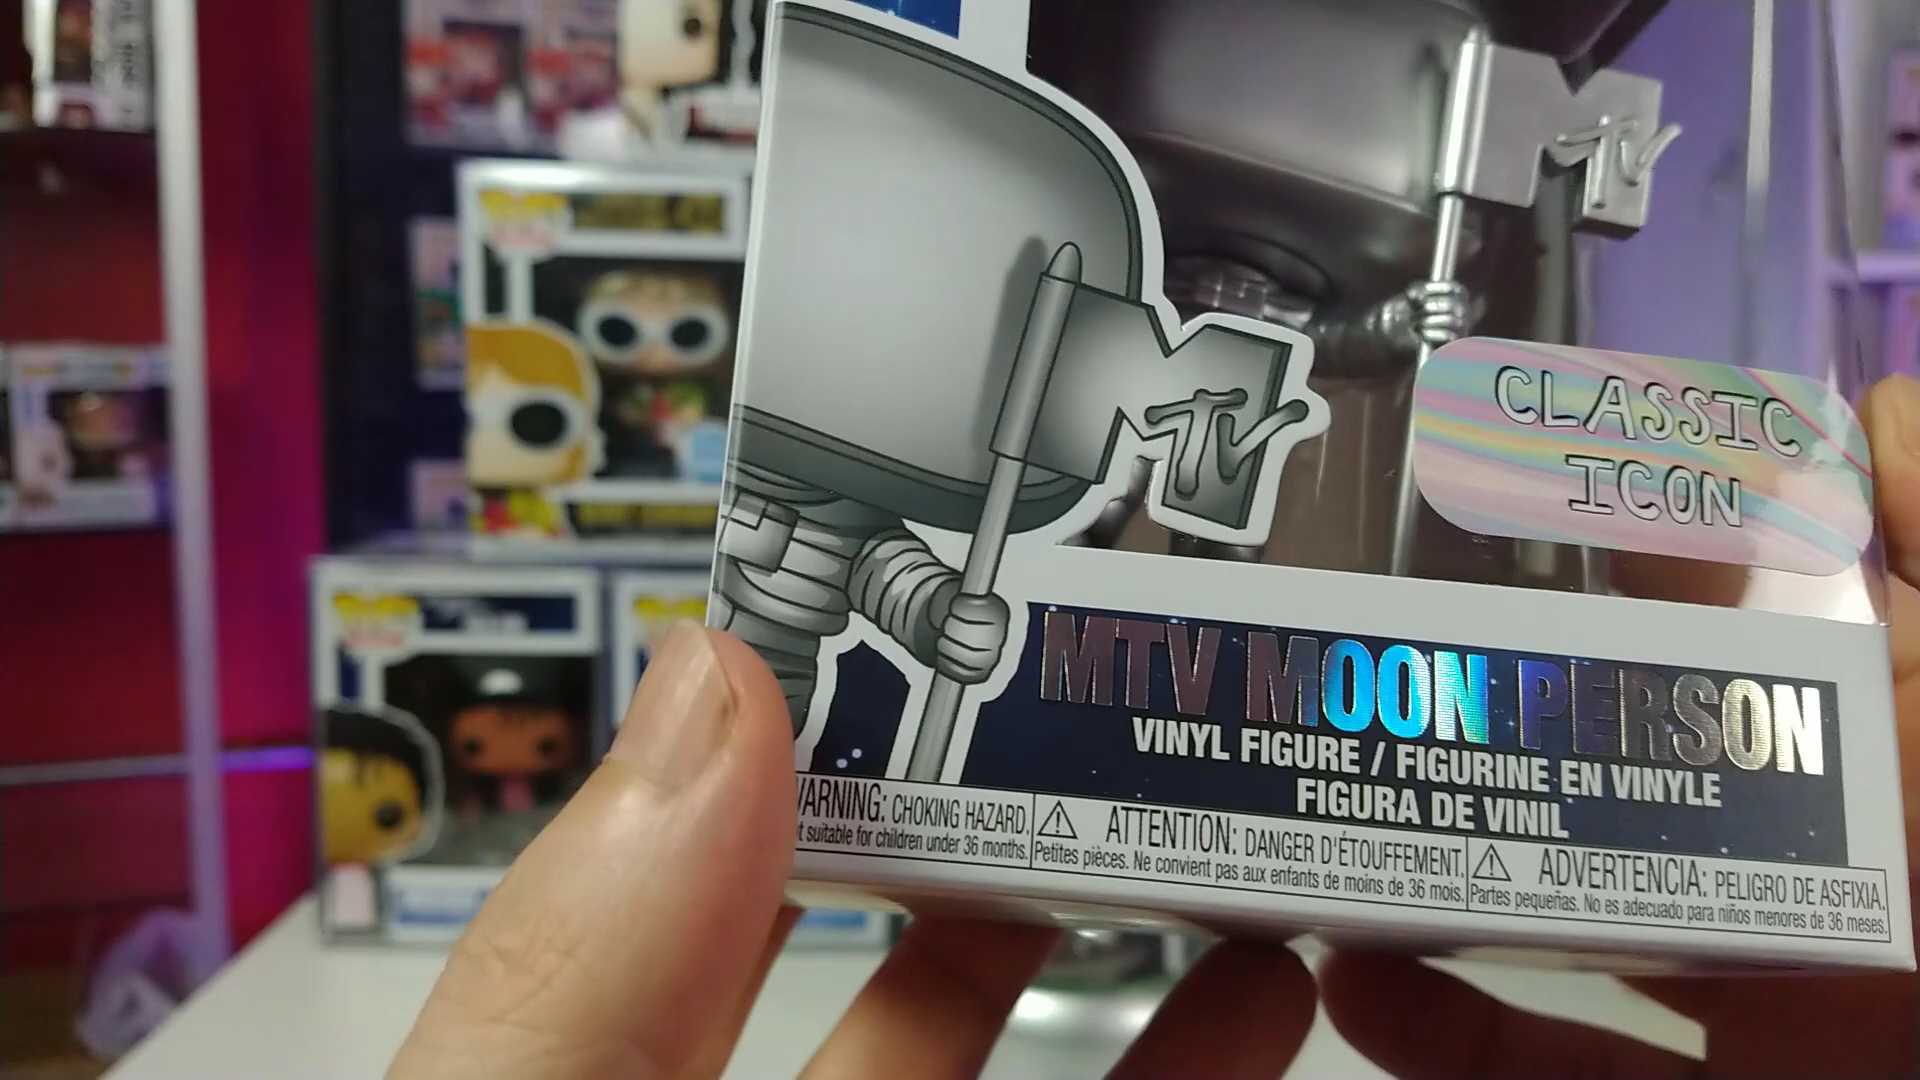 MTV
MTV
CLASSIC
ICON
MTV MOON PERSON
VINYL FIGURE / FIGURINE EN VINYLE
FIGURA DE VINIL
WARNING: CHOKING HAZARD.
suitable for children under 36 months.
ATTENTION: DANGER D'ÉTOUFFEMENT.
Petites pièces. Ne convient pas aux enfants de moins de 36 mois.
ADVERTENCIA: PELIGRO DE ASFIXIA.
Partes pequeñas. No es adecuado para niños menores de 36 meses.